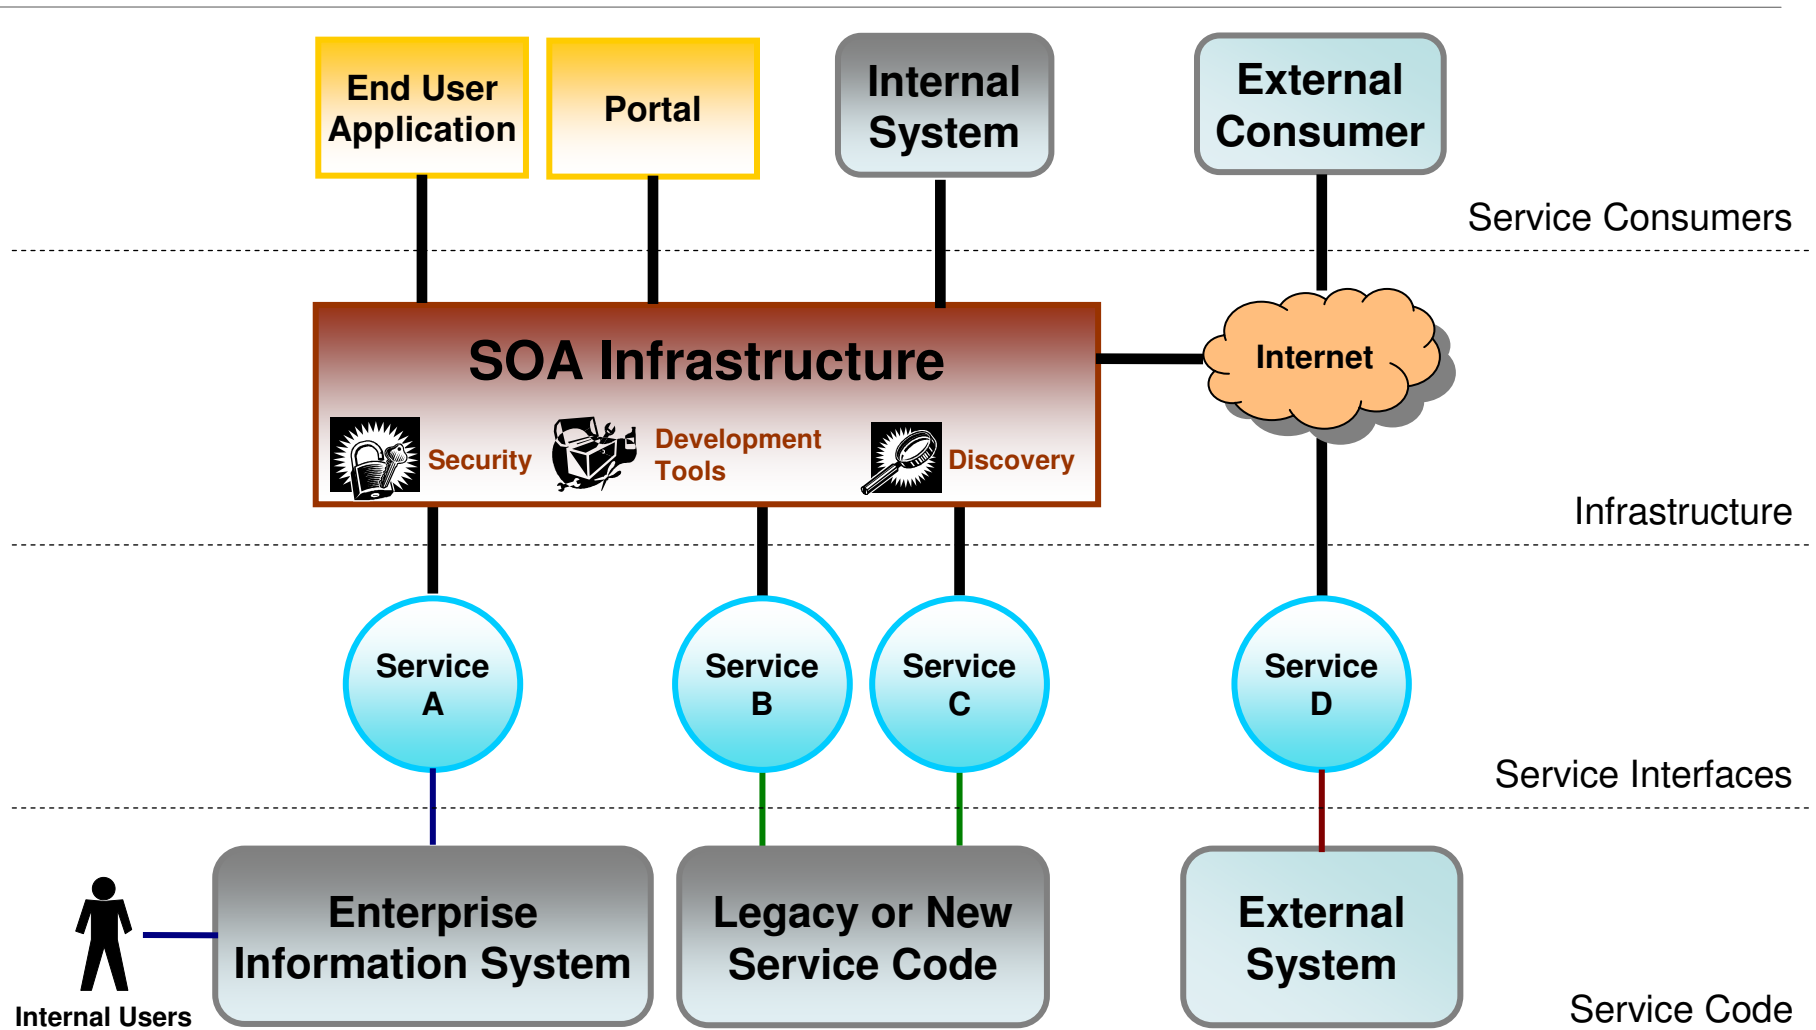 End User
Application
Portal
Internal
System
External
Consumer
Service Consumers
SOA Infrastructure
Internet
Security
Development
Tools
Discovery
Infrastructure
Service
A
Service
B
Service
C
Service
D
Service Interfaces
Enterprise
Information System
Legacy or New
Service Code
External
System
Internal Users
Service Code